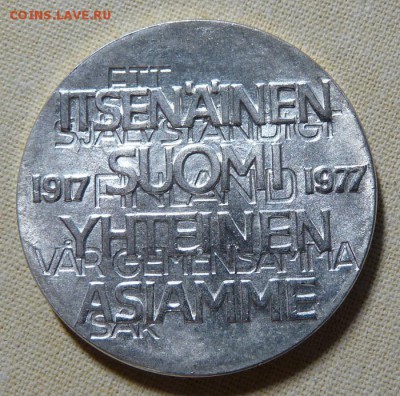 COINS.LAVE.RU
ETT
ITSENÄINEN
SJÄLVSTÄNDIGT
SUOMI
1917 1977
FINLAND
YHTEINEN
VÅR GEMENSAMMA
ASIAMME
SAK